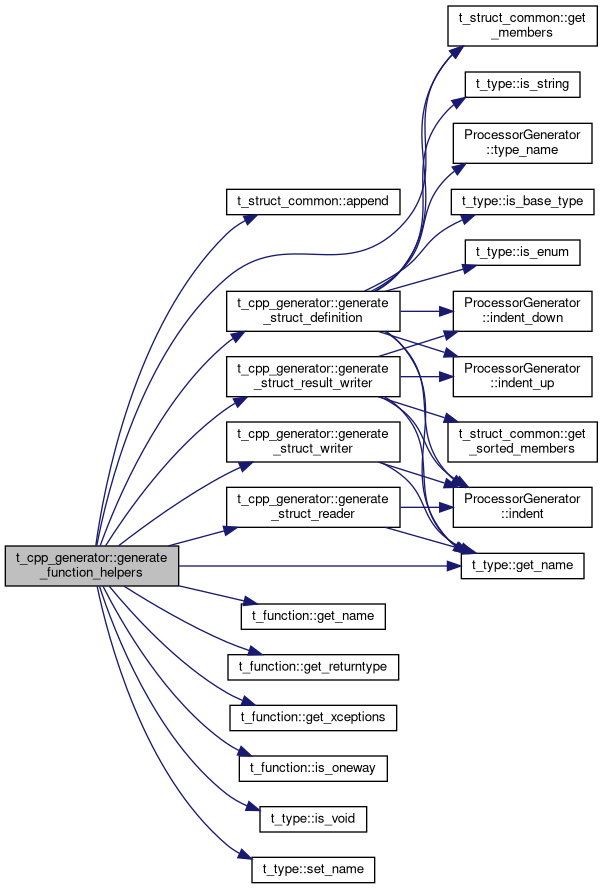 t_struct_common::get
_members
t_type::is_string
ProcessorGenerator
::type_name
t_struct_common::append
t_type::is_base_type
t_type::is_enum
t_cpp_generator::generate
_struct_definition
ProcessorGenerator
::indent_down
t_cpp_generator::generate
_struct_result_writer
ProcessorGenerator
::indent_up
t_cpp_generator::generate
_struct_writer
t_struct_common::get
_sorted_members
t_cpp_generator::generate
_struct_reader
ProcessorGenerator
::indent
t_cpp_generator::generate
_function_helpers
t_type::get_name
t_function::get_name
t_function::get_returntype
t_function::get_xceptions
t_function::is_oneway
t_type::is_void
t_type::set_name